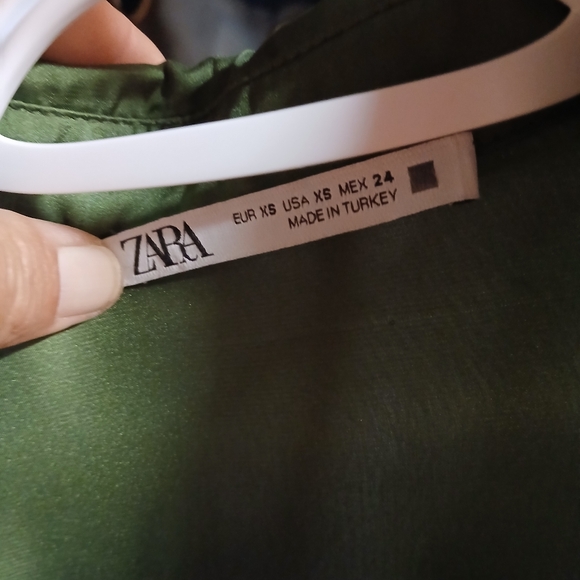 ZARA
EUR XS USA XS MEX 24
MADE IN TURKEY